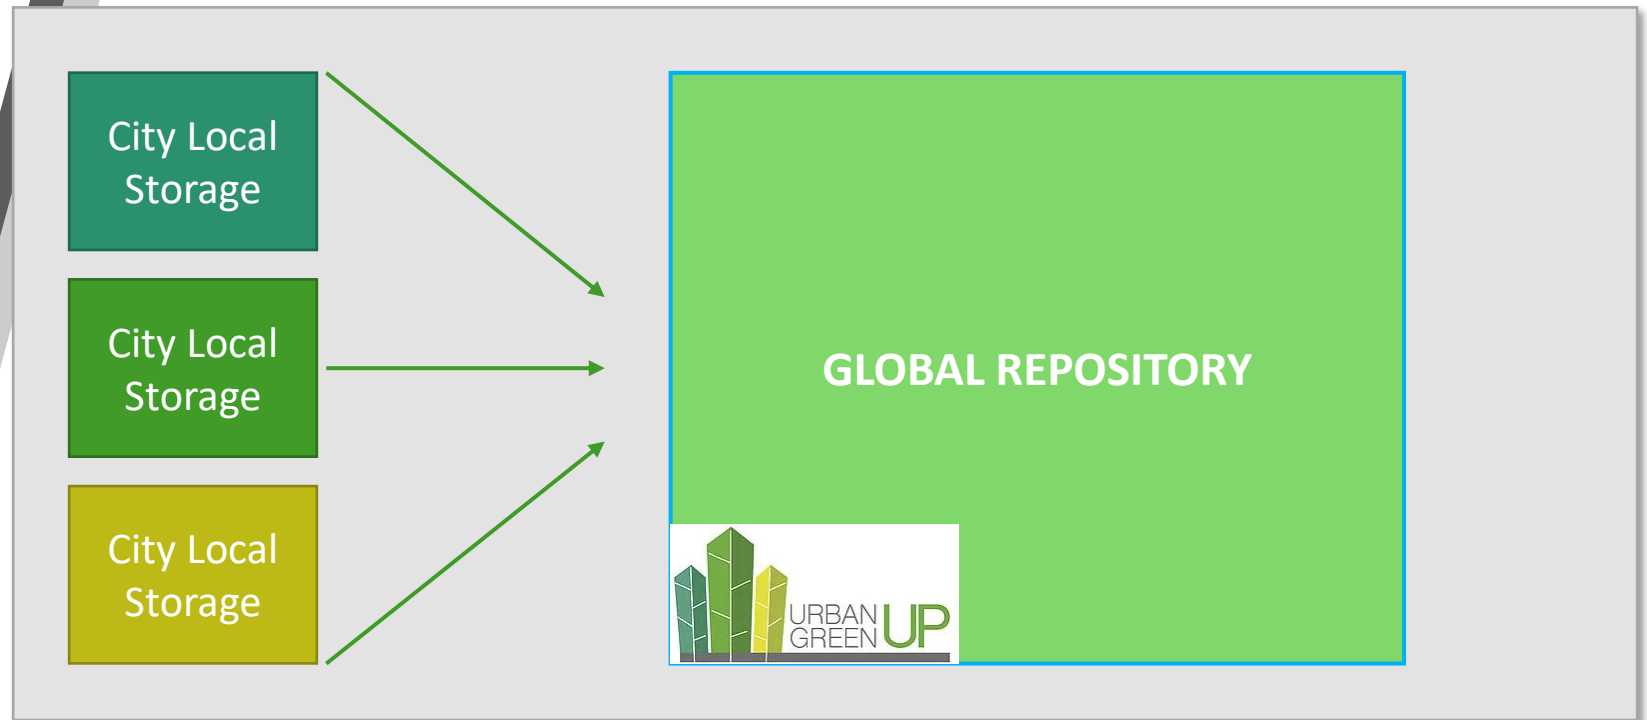 City Local
Storage
City Local
Storage
City Local
Storage
GLOBAL REPOSITORY
URBAN
GREEN UP